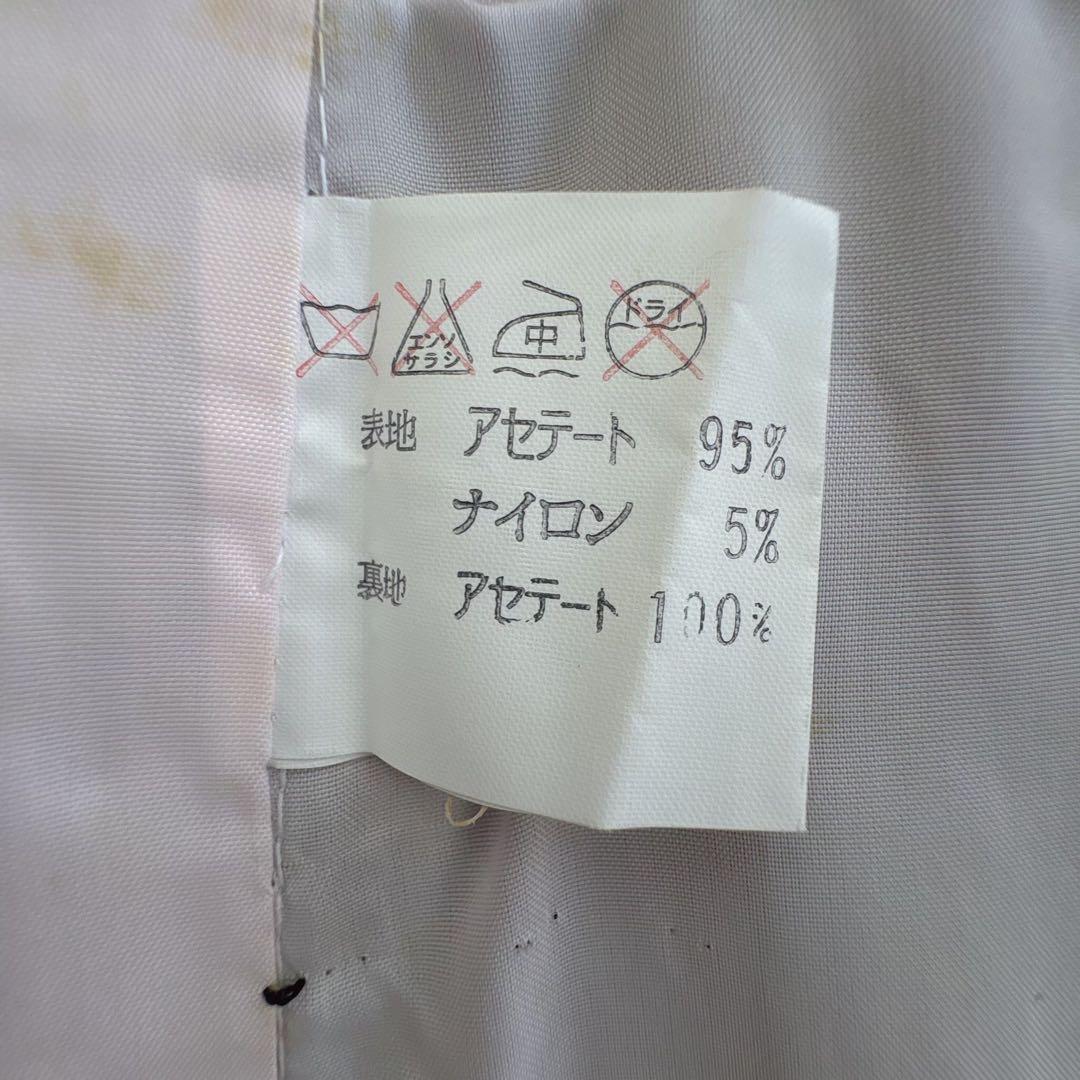 エンソ
サラシ
中
ドライ
表地 アセテート 95%
ナイロン 5%
裏地 アセテート 100%